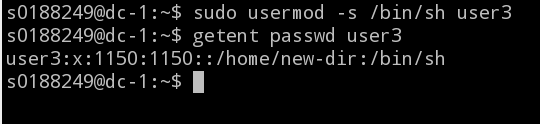 s0188249@dc-1:~$ sudo usermod -s /bin/sh user3
s0188249@dc-1:~$ getent passwd user3
user3:x:1150:1150::/home/new-dir:/bin/sh
s0188249@dc-1:~$